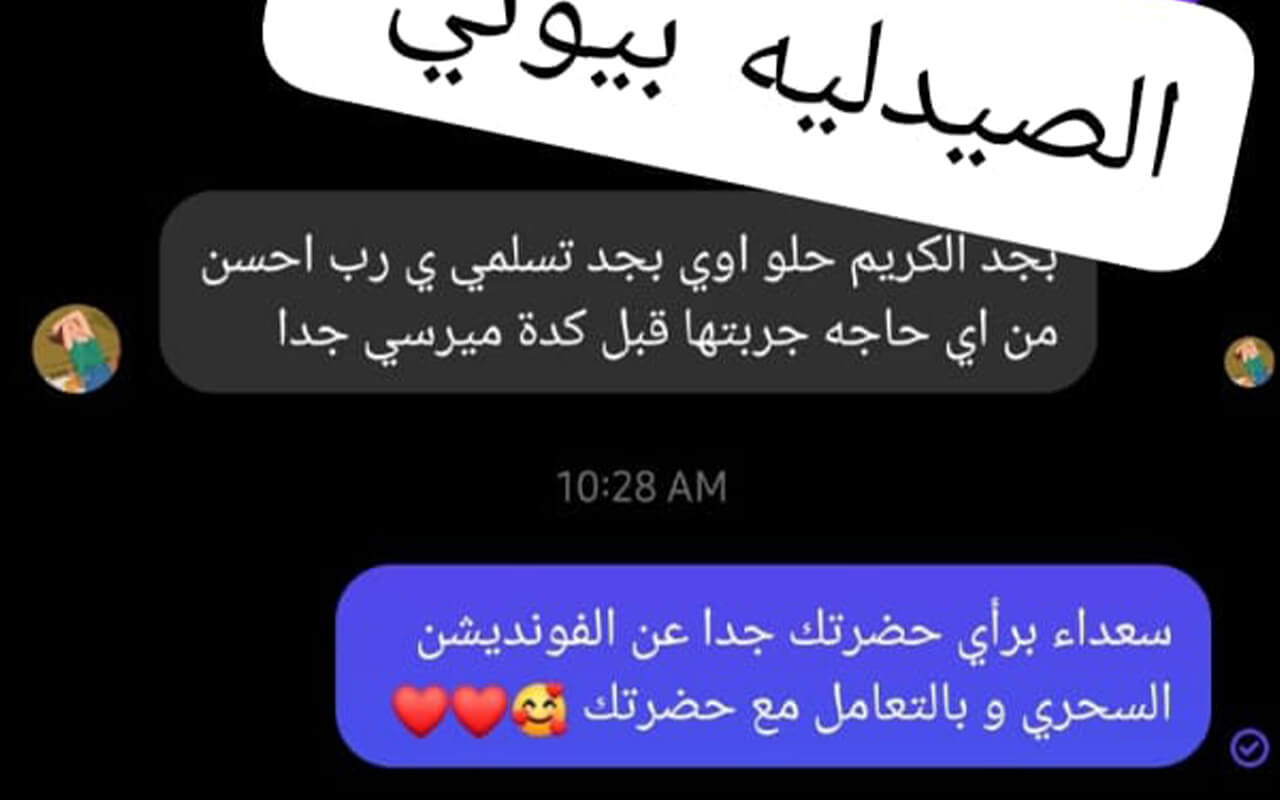 الصيدليه بيوتي
بجد الكريم حلو اوي بجد تسلمي ي رب احسن
من اي حاجه جربتها قبل كدة ميرسي جدا
10:28 AM
سعداء برأي حضرتك جدا عن الفونديشن
السحري و بالتعامل مع حضرتك 🥰❤️❤️